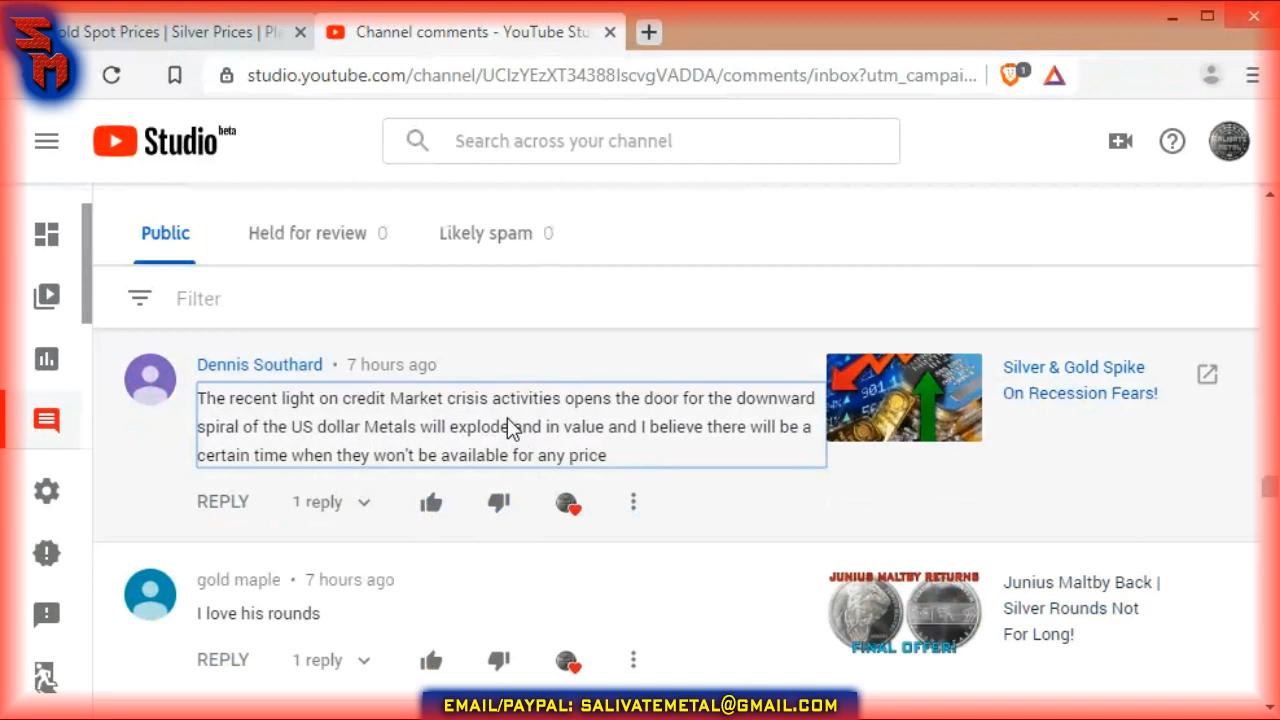 old Spot Prices | Silver Prices | Pl
Channel comments - YouTube Stu
studio.youtube.com/channel/UCIzYEzXT34388IscvgVADDA/comments/inbox?utm_campai...
1
SM
Studio beta
Search across your channel
Public
Held for review 0
Likely spam 0
Filter
Dennis Southard • 7 hours ago
The recent light on credit Market crisis activities opens the door for the downward
spiral of the US dollar Metals will explode and in value and I believe there will be a
certain time when they won't be available for any price
Silver & Gold Spike
On Recession Fears!
901.1
REPLY
1 reply
gold maple • 7 hours ago
I love his rounds
JUNIUS MALTBY RETURNS
FINAL OFFER!
Junius Maltby Back |
Silver Rounds Not
For Long!
REPLY
1 reply
EMAIL/PAYPAL: SALIVATEMETAL@GMAIL.COM